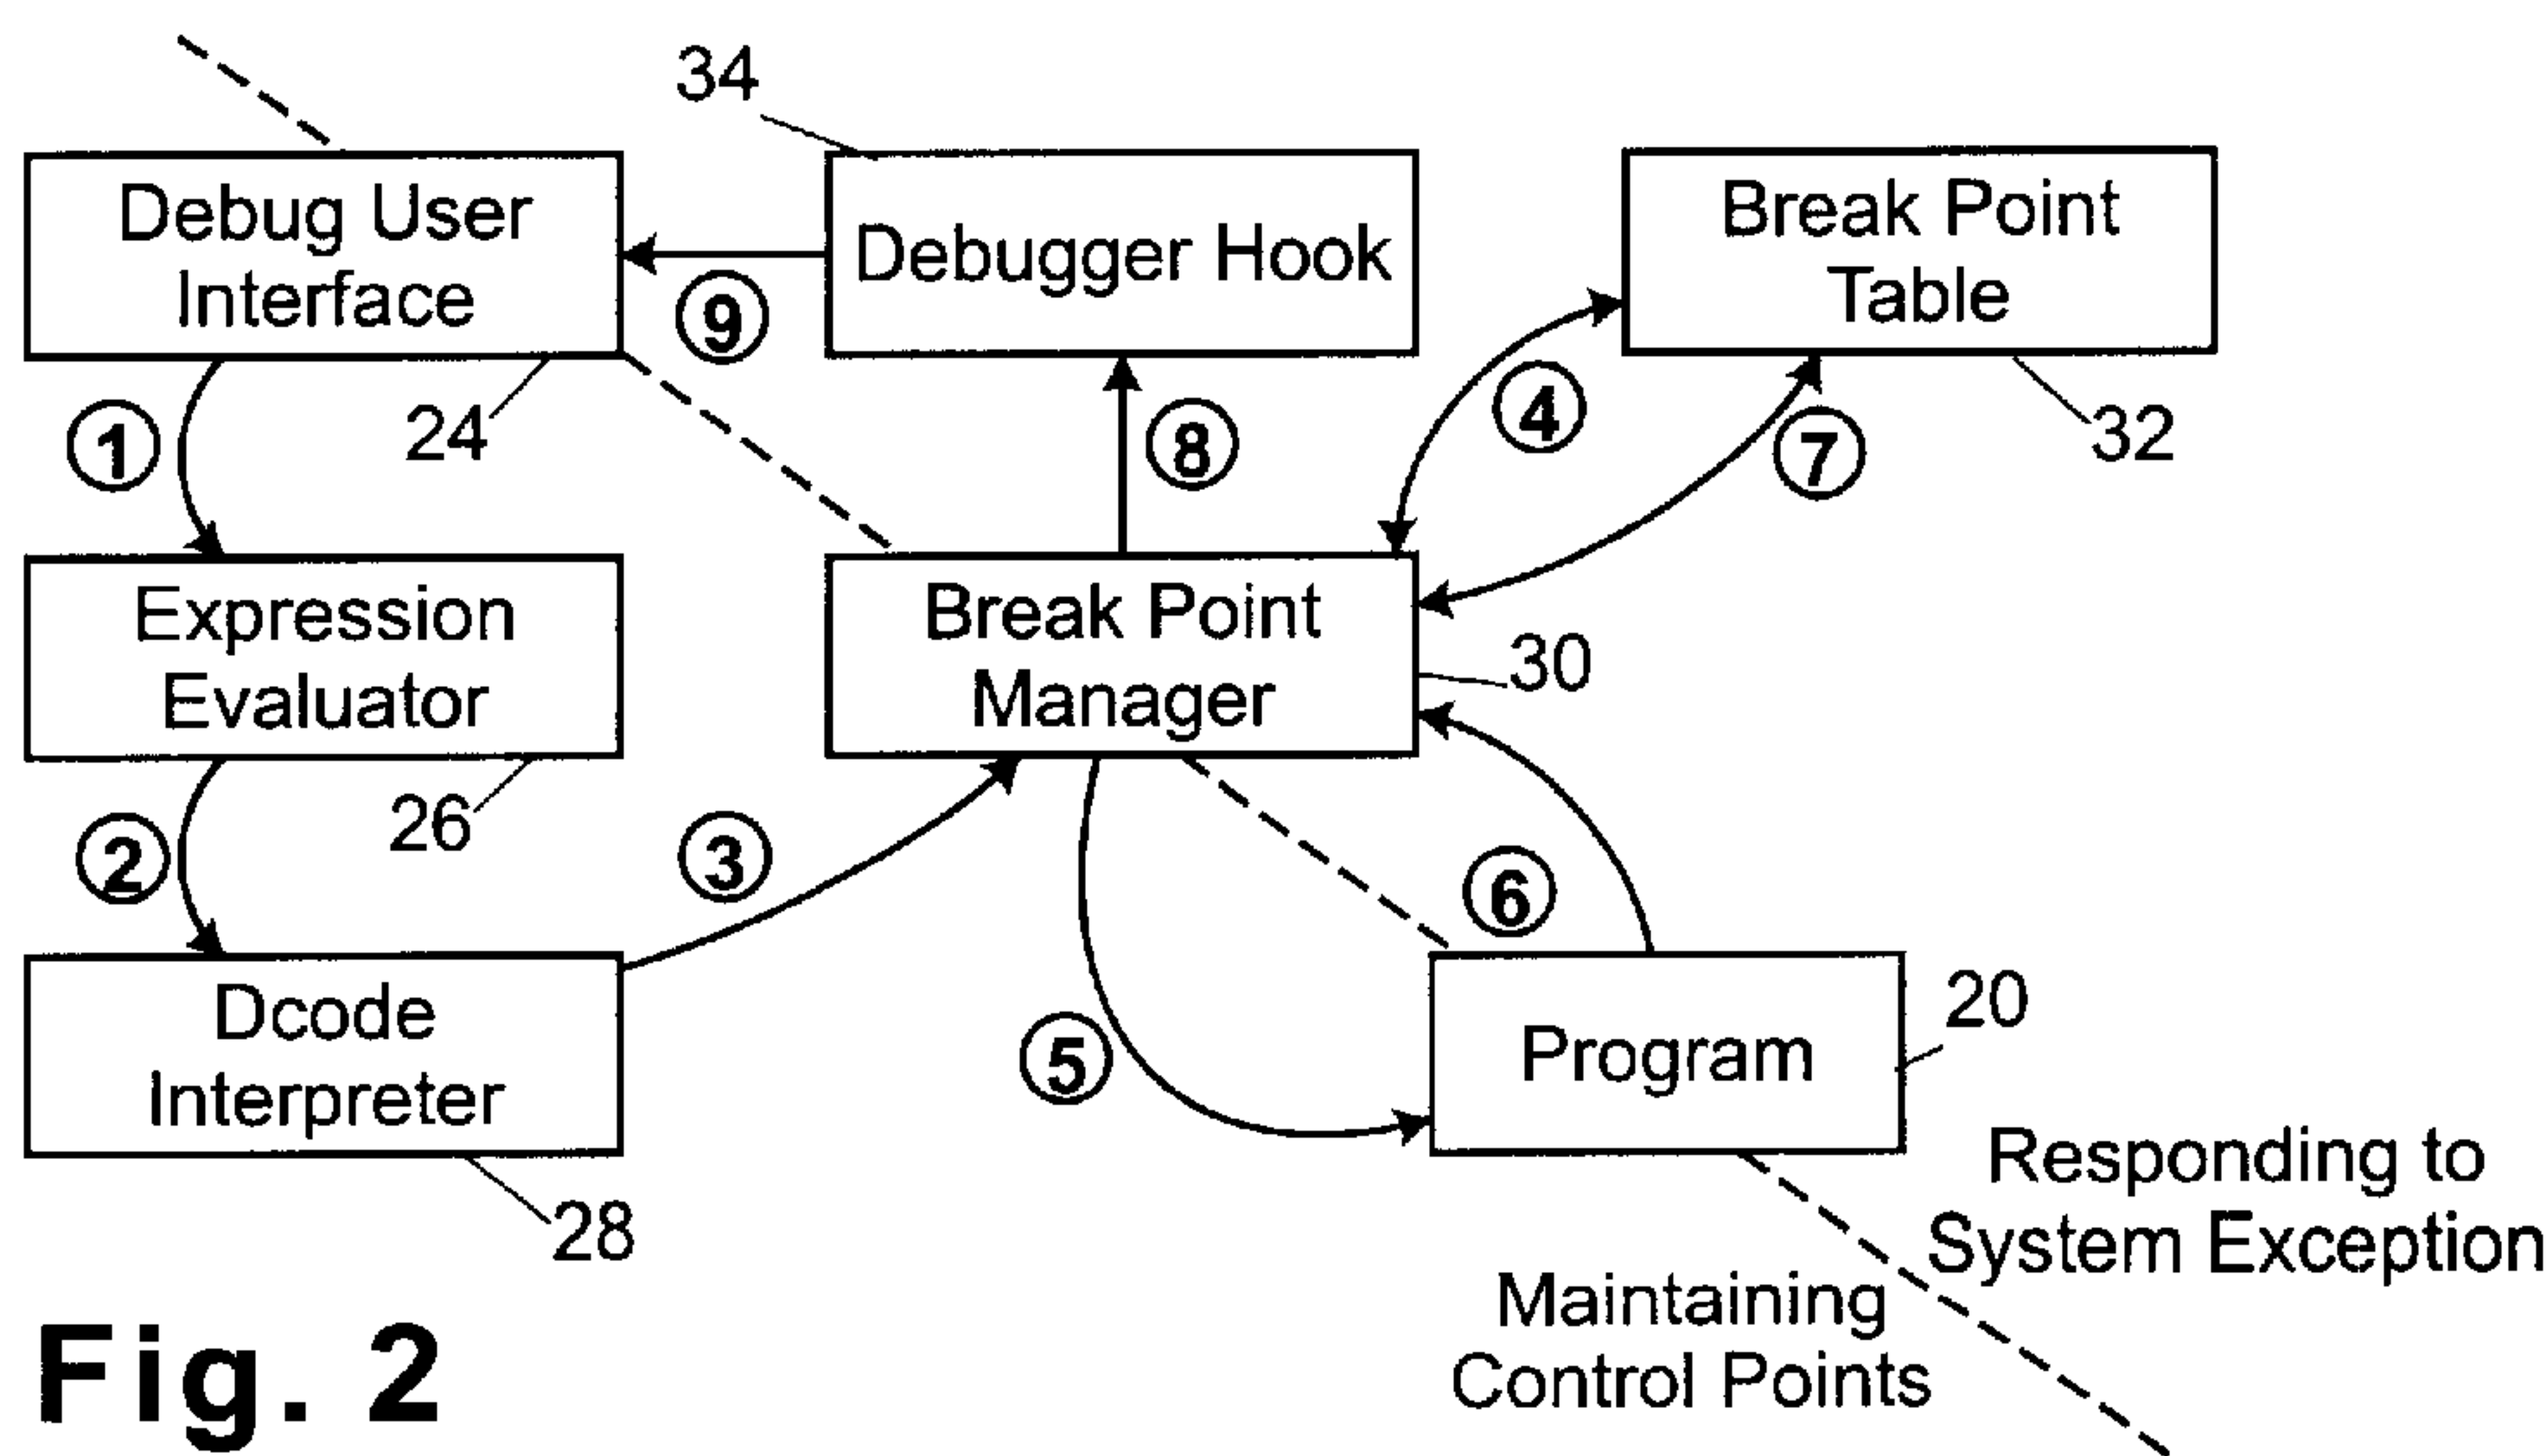 34
Debug User
Interface
Debugger Hook
Break Point
Table
9
1
24
8
4
7
32
Expression
Evaluator
Break Point
Manager
30
26
2
3
6
Dcode
Interpreter
5
Program
20
28
Responding to
System Exception
Maintaining
Control Points
Fig. 2